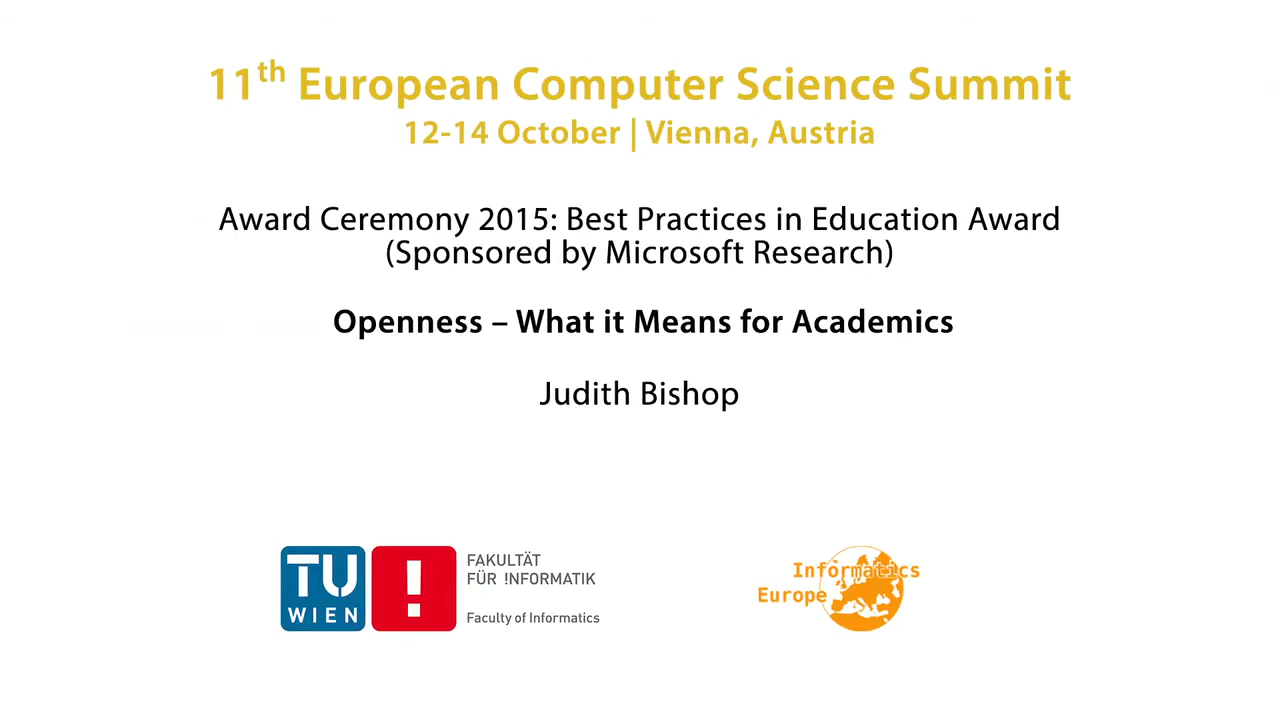 11th European Computer Science Summit
12-14 October | Vienna, Austria
Award Ceremony 2015: Best Practices in Education Award
(Sponsored by Microsoft Research)
Openness – What it Means for Academics
Judith Bishop
TU
WIEN
!
FAKULTÄT
FÜR !NFORMATIK
Faculty of Informatics
Informatics
Europe